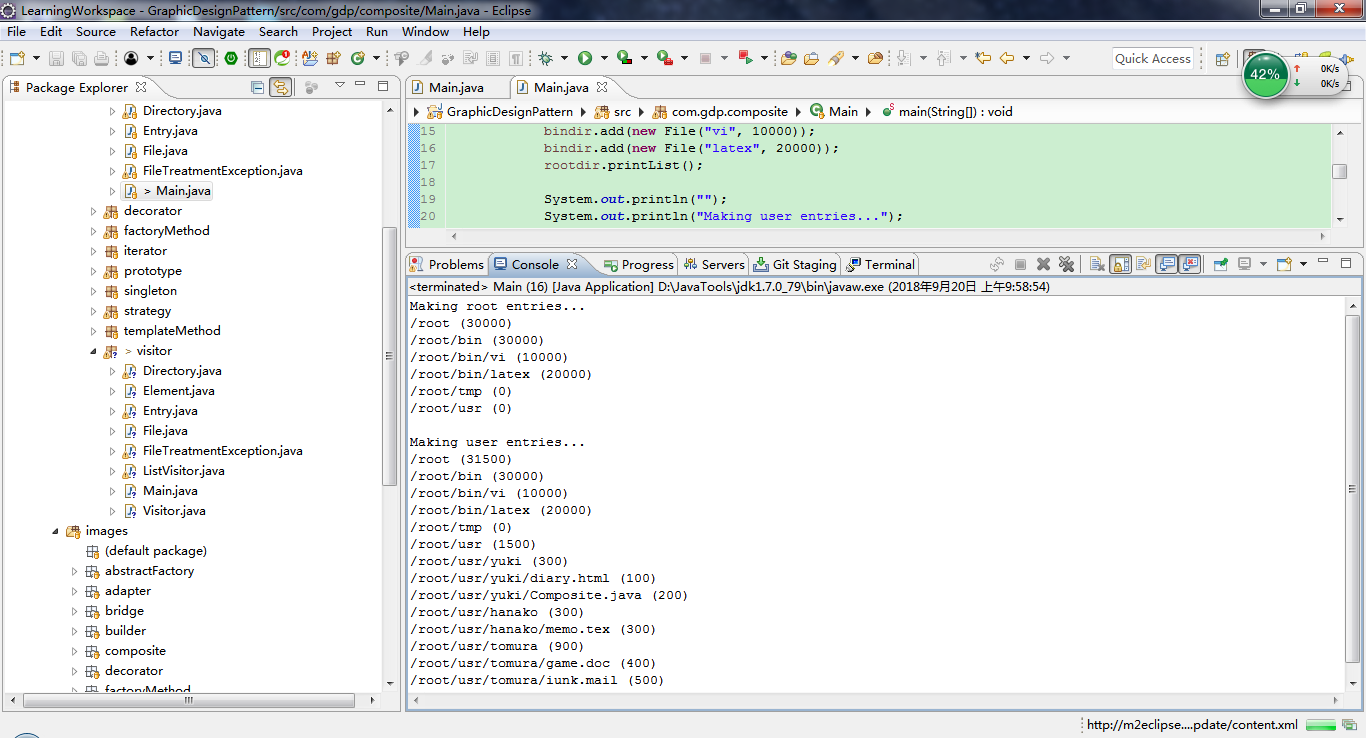 LearningWorkspace - GraphicDesignPattern/src/com/gdp/composite/Main.java - Eclipse
File Edit Source Refactor Navigate Search Project Run Window Help
Quick Access
42%
0K/s
0K/s
Package Explorer
Directory.java
Entry.java
File.java
FileTreatmentException.java
> Main.java
decorator
factoryMethod
iterator
prototype
singleton
strategy
templateMethod
> visitor
Directory.java
Element.java
Entry.java
File.java
FileTreatmentException.java
ListVisitor.java
Main.java
Visitor.java
images
(default package)
abstractFactory
adapter
bridge
builder
composite
decorator
factoryMethod
Main.java Main.java
GraphicDesignPattern src com.gdp.composite Main main(String[]) : void
15 bindir.add(new File("vi", 10000));
16 bindir.add(new File("latex", 20000));
17 rootdir.printList();
18
19 System.out.println("");
20 System.out.println("Making user entries...");
Problems Console Progress Servers Git Staging Terminal
<terminated> Main (16) [Java Application] D:\JavaTools\jdk1.7.0_79\bin\javaw.exe (2018年9月20日 上午9:58:54)
Making root entries...
/root (30000)
/root/bin (30000)
/root/bin/vi (10000)
/root/bin/latex (20000)
/root/tmp (0)
/root/usr (0)
Making user entries...
/root (31500)
/root/bin (30000)
/root/bin/vi (10000)
/root/bin/latex (20000)
/root/tmp (0)
/root/usr (1500)
/root/usr/yuki (300)
/root/usr/yuki/diary.html (100)
/root/usr/yuki/Composite.java (200)
/root/usr/hanako (300)
/root/usr/hanako/memo.tex (300)
/root/usr/tomura (900)
/root/usr/tomura/game.doc (400)
/root/usr/tomura/junk.mail (500)
http://m2eclipse....pdate/content.xml